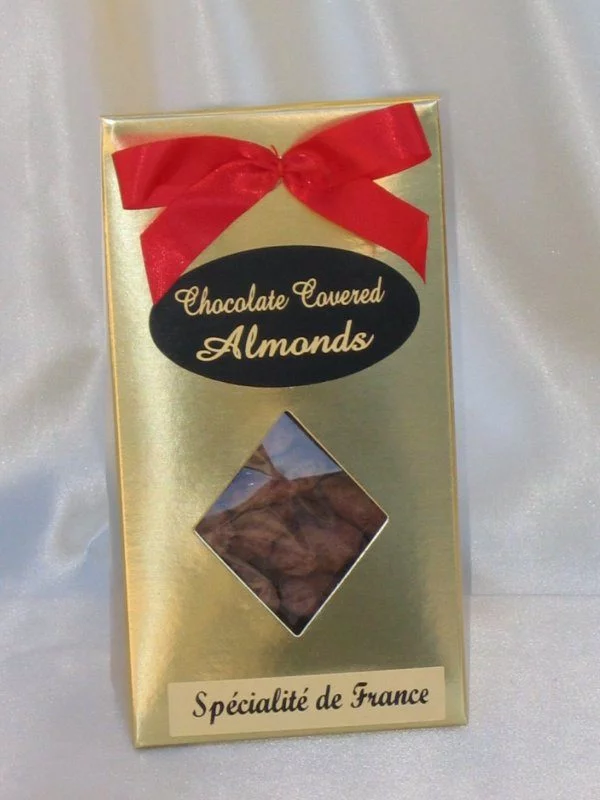 Chocolate Covered
Almonds
Spécialité de France